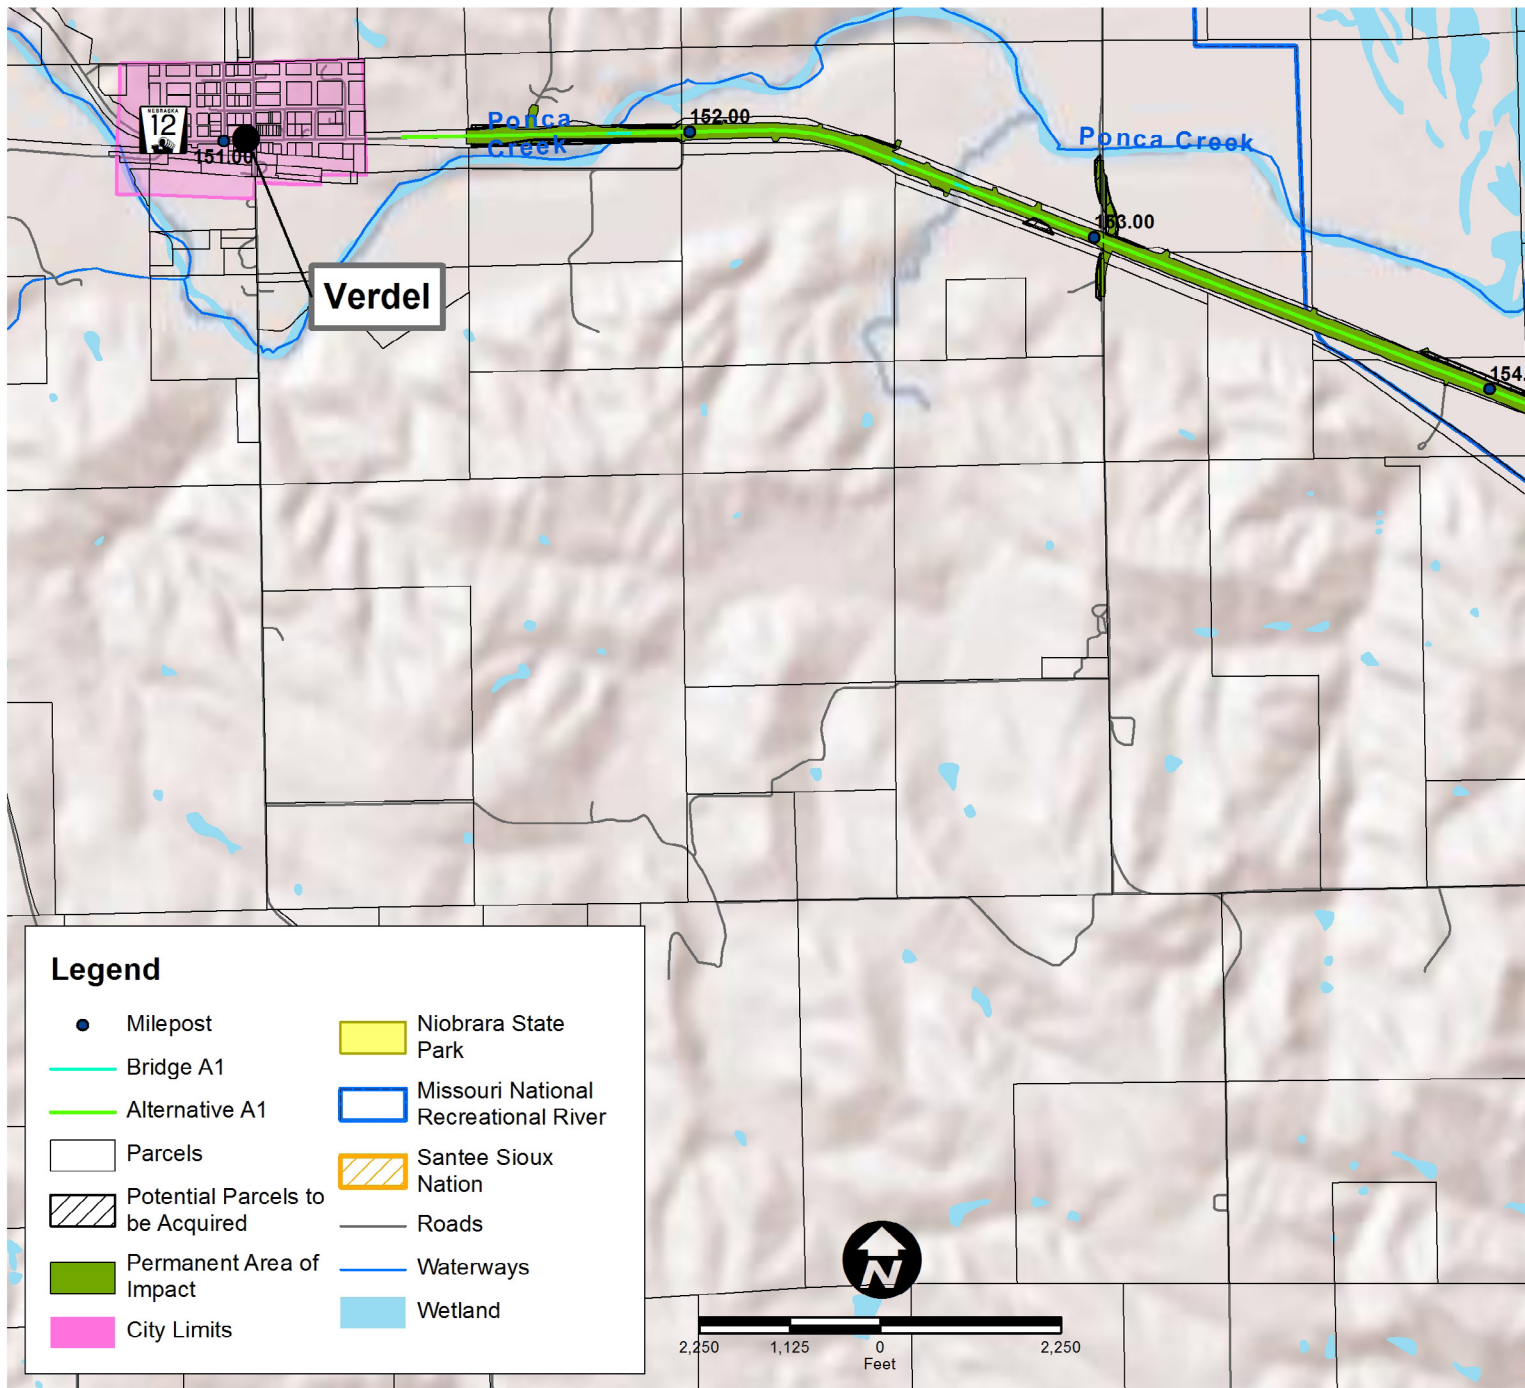 NEBRASKA
12
151.00
Ponca
Creek
152.00
Ponca Creek
153.00
154.
Verdel
Legend
Milepost
Bridge A1
Alternative A1
Parcels
Potential Parcels to
be Acquired
Permanent Area of
Impact
City Limits
Niobrara State
Park
Missouri National
Recreational River
Santee Sioux
Nation
Roads
Waterways
Wetland
N
2,250
1,125
0
2,250
Feet